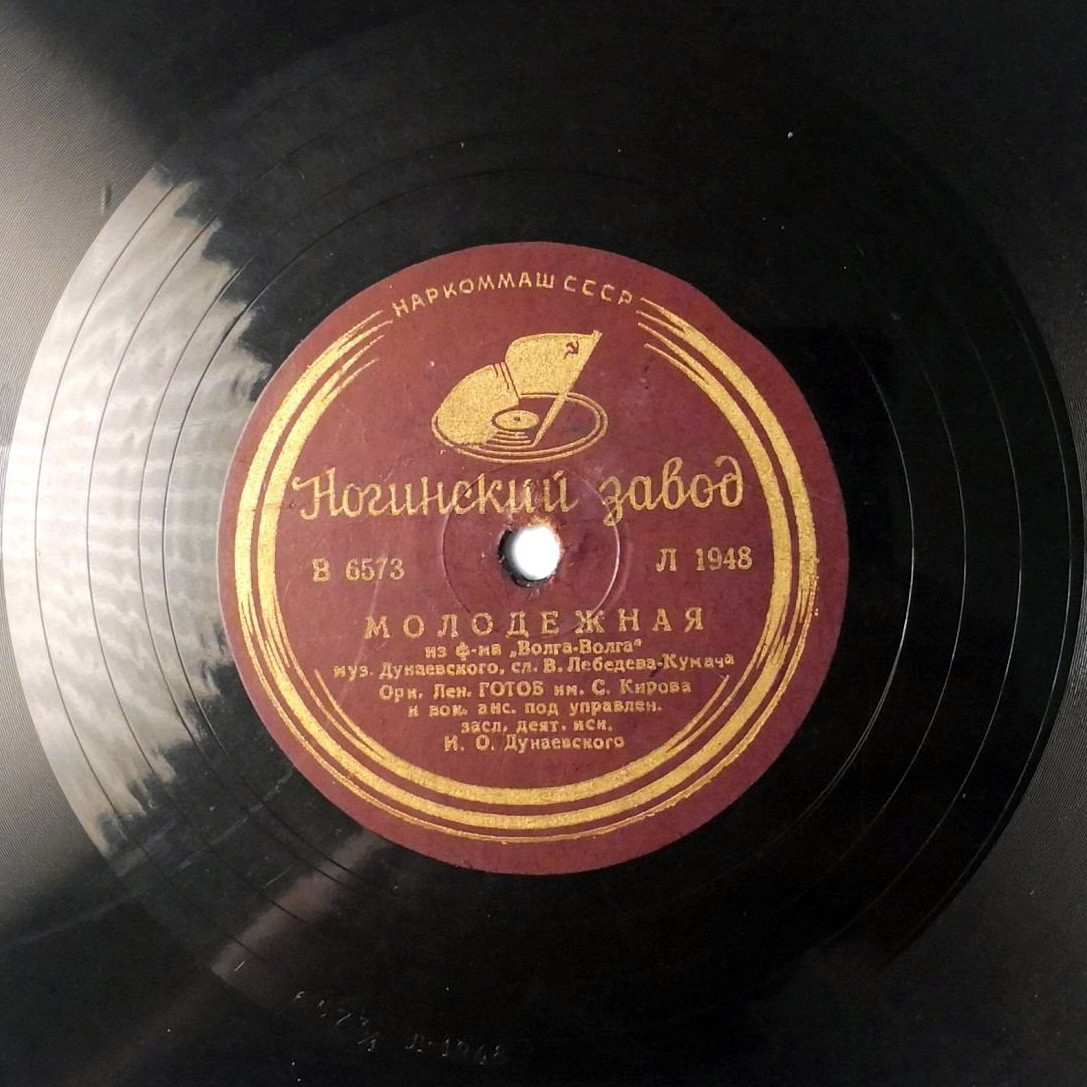 НАРКОММАШ СССР
Ногинский завод
В 6573 Л 1948
МОЛОДЕЖНАЯ
из ф-ма „Волга-Волга“
муз. Дунаевского, сл. В. Лебедева-Кумача
Орк. Лен. ГОТОБ им. С. Кирова
и вок. анс. под управлен.
засл. деят. иск.
И. О. Дунаевского
Л-1948